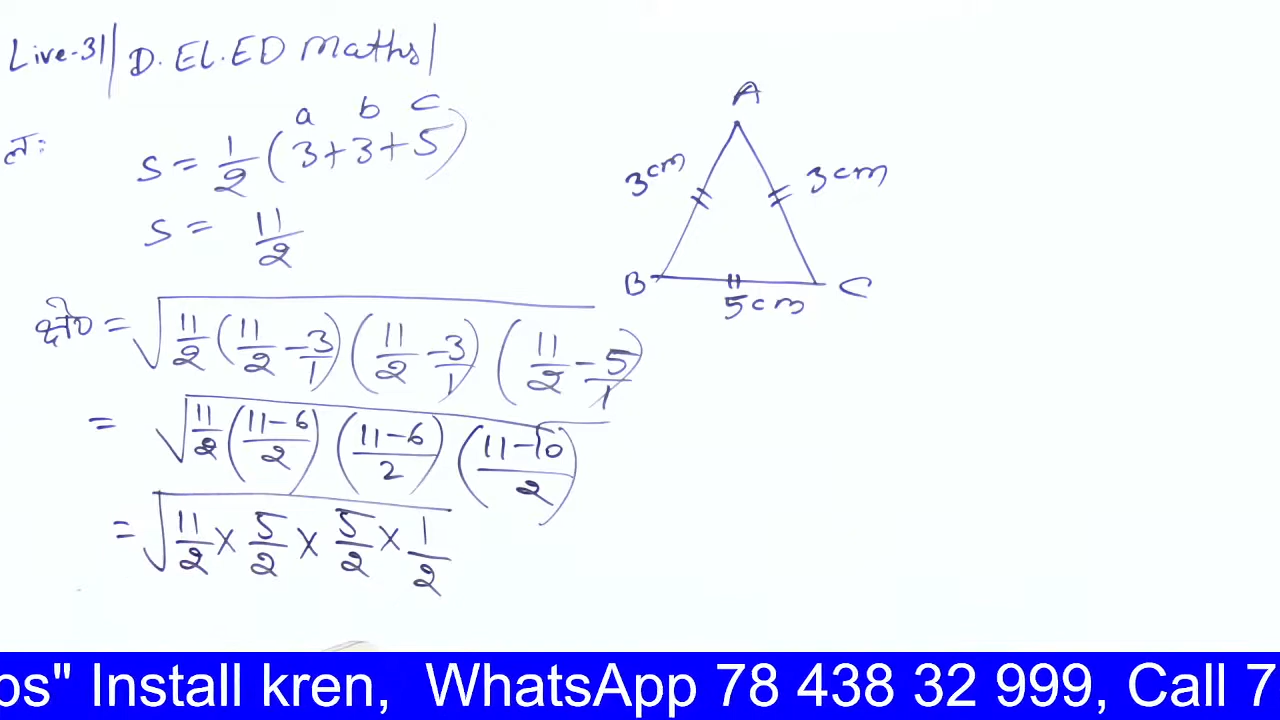 Live-31/ D. EL. ED Maths/
a b c
लः S = 1/2 (3+3+5)
S = 11/2
क्षे० = √(11/2 (11/2 - 3/1) (11/2 - 3/1) (11/2 - 5/1))
= √(11/2 ((11-6)/2) ((11-6)/2) ((11-10)/2))
= √(11/2 × 5/2 × 5/2 × 1/2)
A
3cm 3cm
B C
5cm
" Install kren, WhatsApp 78 438 32 999, Call 7